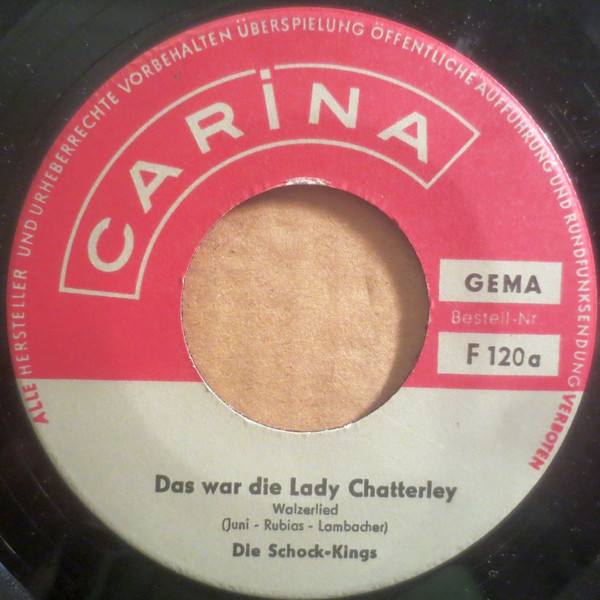 ALLE HERSTELLER UND URHEBERRECHTE VORBEHALTEN ÜBERSPIELUNG ÖFFENTLICHE AUFFÜHRUNG UND RUNDFUNKSENDUNG VERBOTEN
CARiNA
GEMA
Bestell-Nr.
F 120a
Das war die Lady Chatterley
Walzerlied
(Juni - Rubias - Lambacher)
Die Schock-Kings